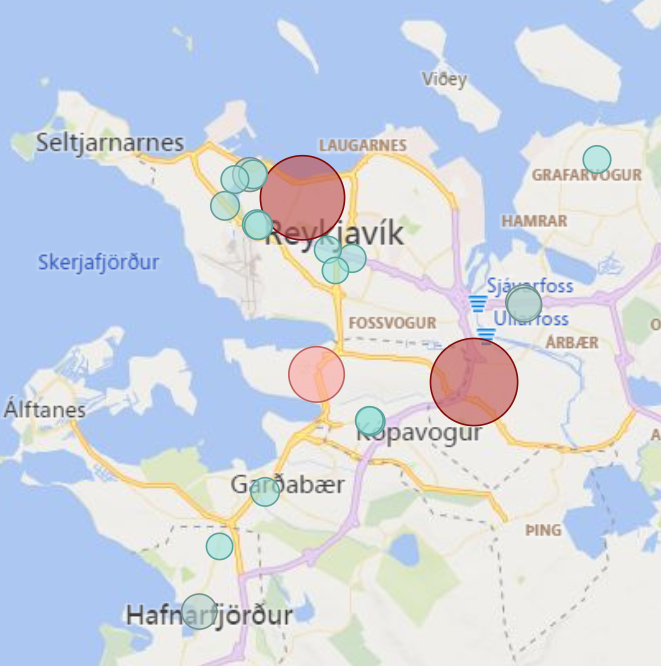 Viðey
Seltjarnarnes
LAUGARNES
GRAFARVOGUR
HAMRAR
Reykjavík
Skerjafjörður
Sjávarfoss
Ullarfoss
FOSSVOGUR
ÁRBÆR
Álftanes
Kópavogur
Garðabær
ÞING
Hafnarfjörður